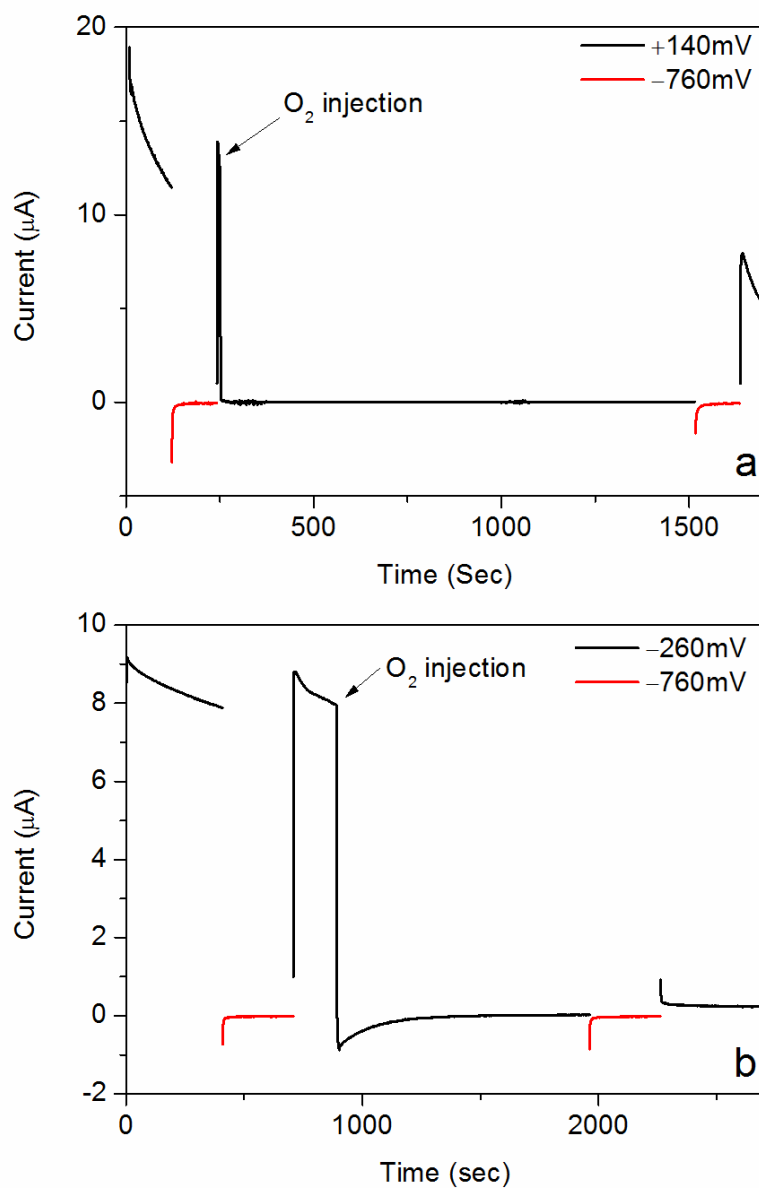 20
+140mV
−760mV
O₂ injection
10
0
Current (µA)
a
0
500
1000
1500
Time (Sec)
10
−260mV
−760mV
O₂ injection
8
6
4
2
0
-2
Current (µA)
b
0
1000
2000
Time (sec)